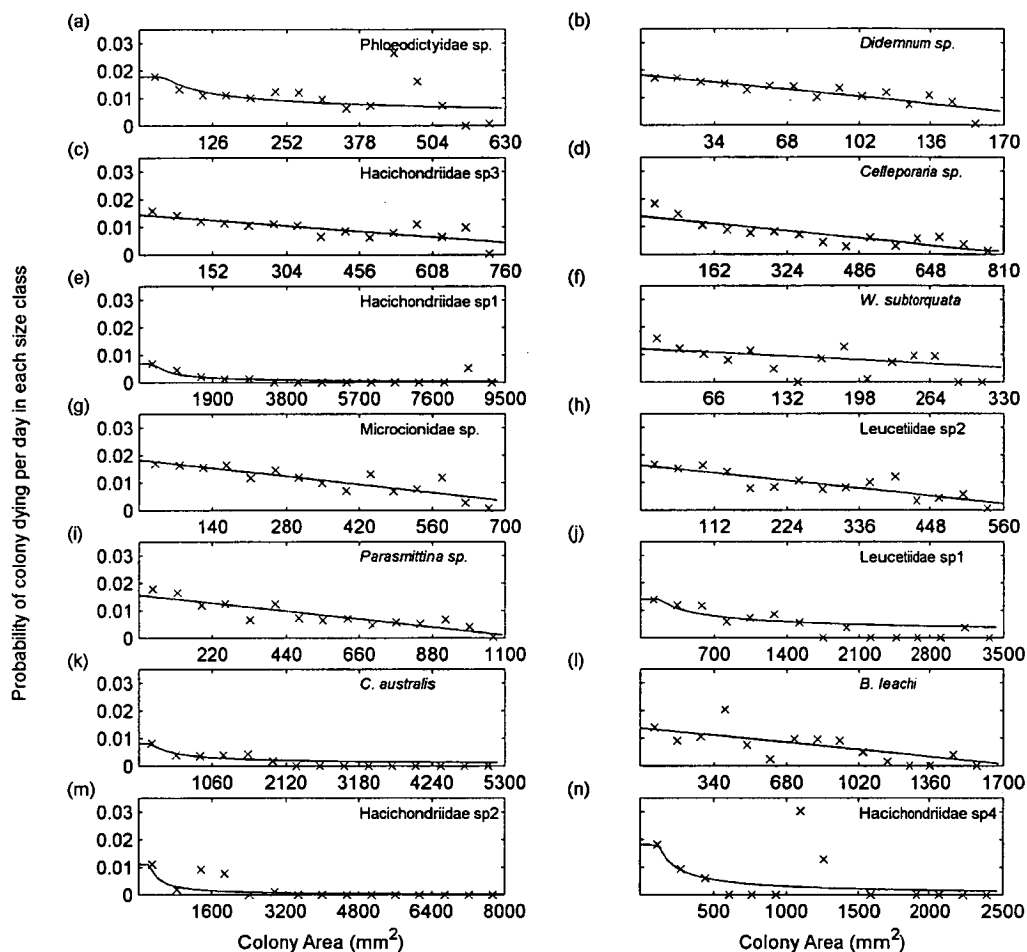 Probability of colony dying per day in each size class
(a)
Phloeodictyidae sp.
0.03
0.02
0.01
0
126 252 378 504 630
(b)
Didemnum sp.
34 68 102 136 170
(c)
Hacichondriidae sp3
0.03
0.02
0.01
0
152 304 456 608 760
(d)
Celleporaria sp.
162 324 486 648 810
(e)
Hacichondriidae sp1
0.03
0.02
0.01
0
1900 3800 5700 7600 9500
(f)
W. subtorquata
66 132 198 264 330
(g)
Microcionidae sp.
0.03
0.02
0.01
0
140 280 420 560 700
(h)
Leucetiidae sp2
112 224 336 448 560
(i)
Parasmittina sp.
0.03
0.02
0.01
0
220 440 660 880 1100
(j)
Leucetiidae sp1
700 1400 2100 2800 3500
(k)
C. australis
0.03
0.02
0.01
0
1060 2120 3180 4240 5300
(l)
B. leachi
340 680 1020 1360 1700
(m)
Hacichondriidae sp2
0.03
0.02
0.01
0
1600 3200 4800 6400 8000
Colony Area (mm²)
(n)
Hacichondriidae sp4
500 1000 1500 2000 2500
Colony Area (mm²)